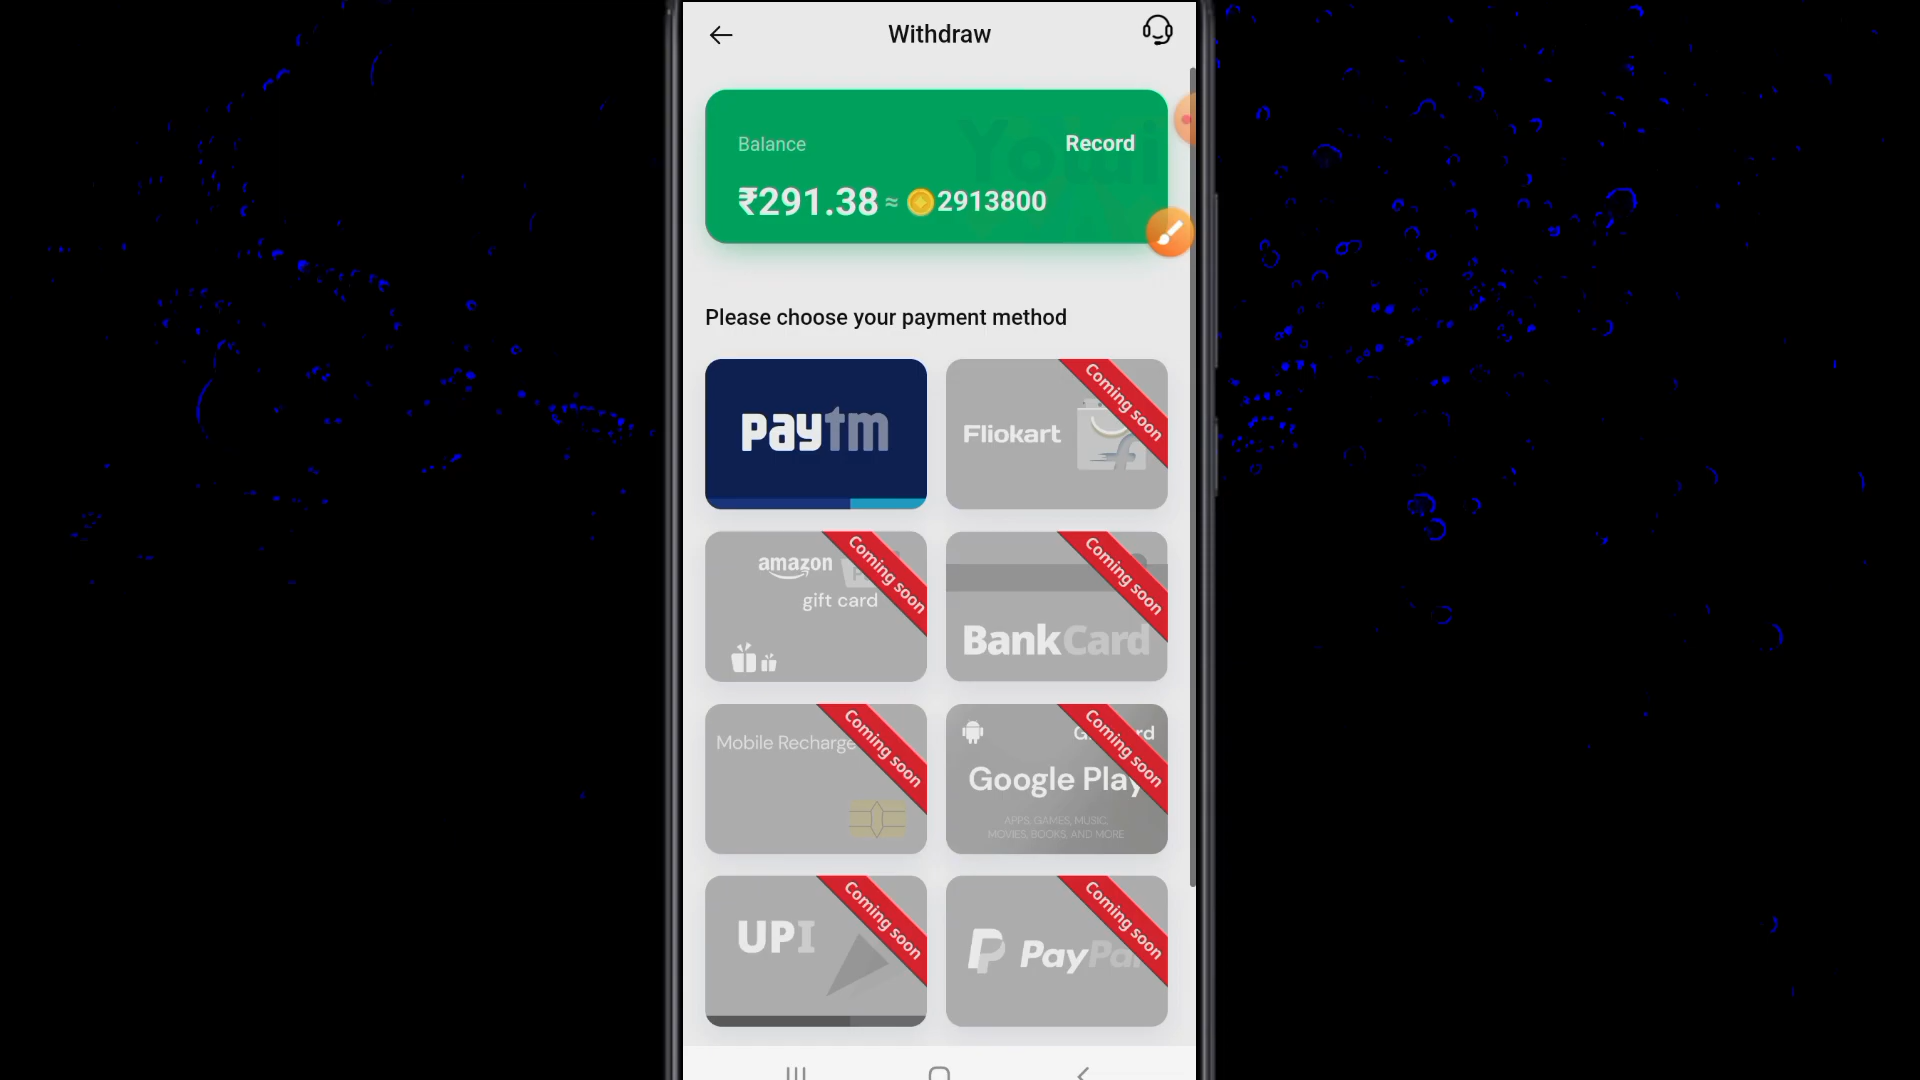 Withdraw
Balance
Record
₹291.38 ≈ 2913800
Please choose your payment method
paytm
Fliokart
Coming soon
amazon
gift card
Coming soon
BankCard
Coming soon
Mobile Recharge
Coming soon
Google Play
APPS, GAMES, MUSIC,
MOVIES, BOOKS, AND MORE
Coming soon
UPI
Coming soon
PayPal
Coming soon